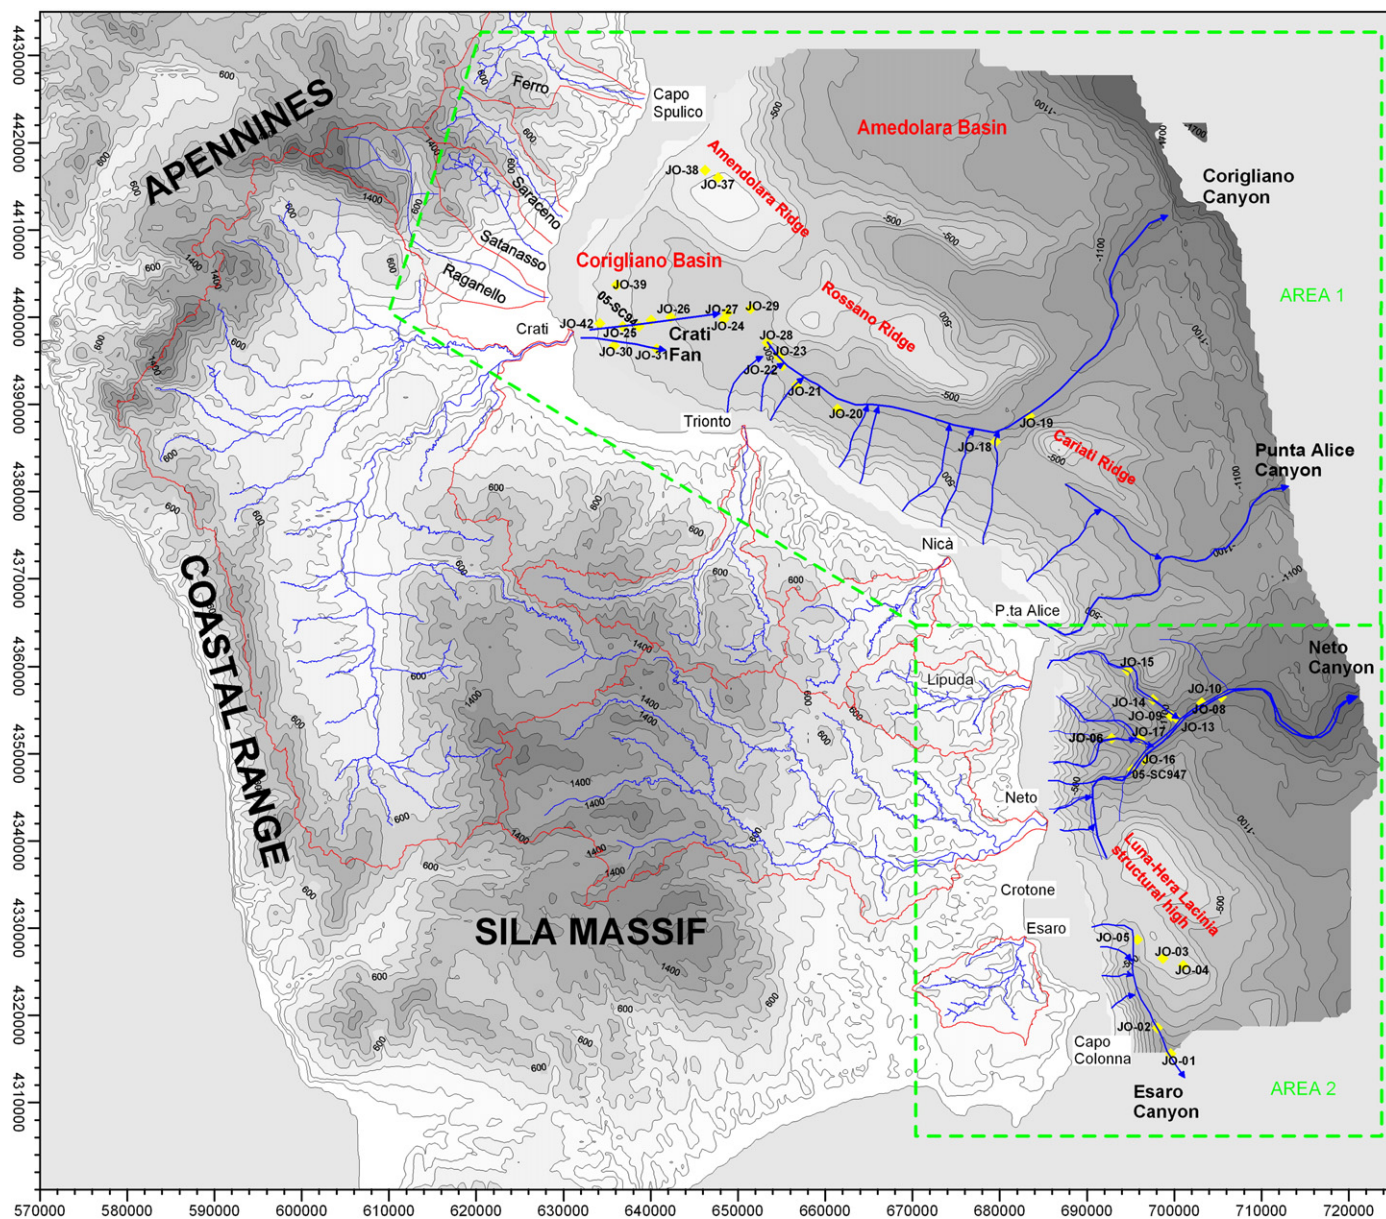 4430000
4420000
4410000
4400000
4390000
4380000
4370000
4360000
4350000
4340000
4330000
4320000
4310000
570000
580000
590000
600000
610000
620000
630000
640000
650000
660000
670000
680000
690000
700000
710000
720000
APENNINES
COASTAL RANGE
SILA MASSIF
Ferro
Capo
Spulico
Saraceno
Satanasso
Raganello
Crati
Trionto
Nicà
P.ta Alice
Lipuda
Neto
Crotone
Esaro
Capo
Colonna
Amedolara Basin
Amendolara Ridge
Corigliano Basin
Rossano Ridge
Cariati Ridge
Luna-Hera Lacinia
structural high
Crati
Fan
Corigliano
Canyon
Punta Alice
Canyon
Neto
Canyon
Esaro
Canyon
AREA 1
AREA 2
JO-38
JO-37
JO-39
05-SC94
JO-42
JO-25
JO-26
JO-27
JO-24
JO-29
JO-30
JO-31
JO-28
JO-23
JO-22
JO-21
JO-20
JO-19
JO-18
JO-15
JO-14
JO-10
JO-08
JO-09
JO-13
JO-17
JO-06
JO-16
05-SC947
JO-05
JO-03
JO-04
JO-02
JO-01
600
1400
-500
-1100
-1700